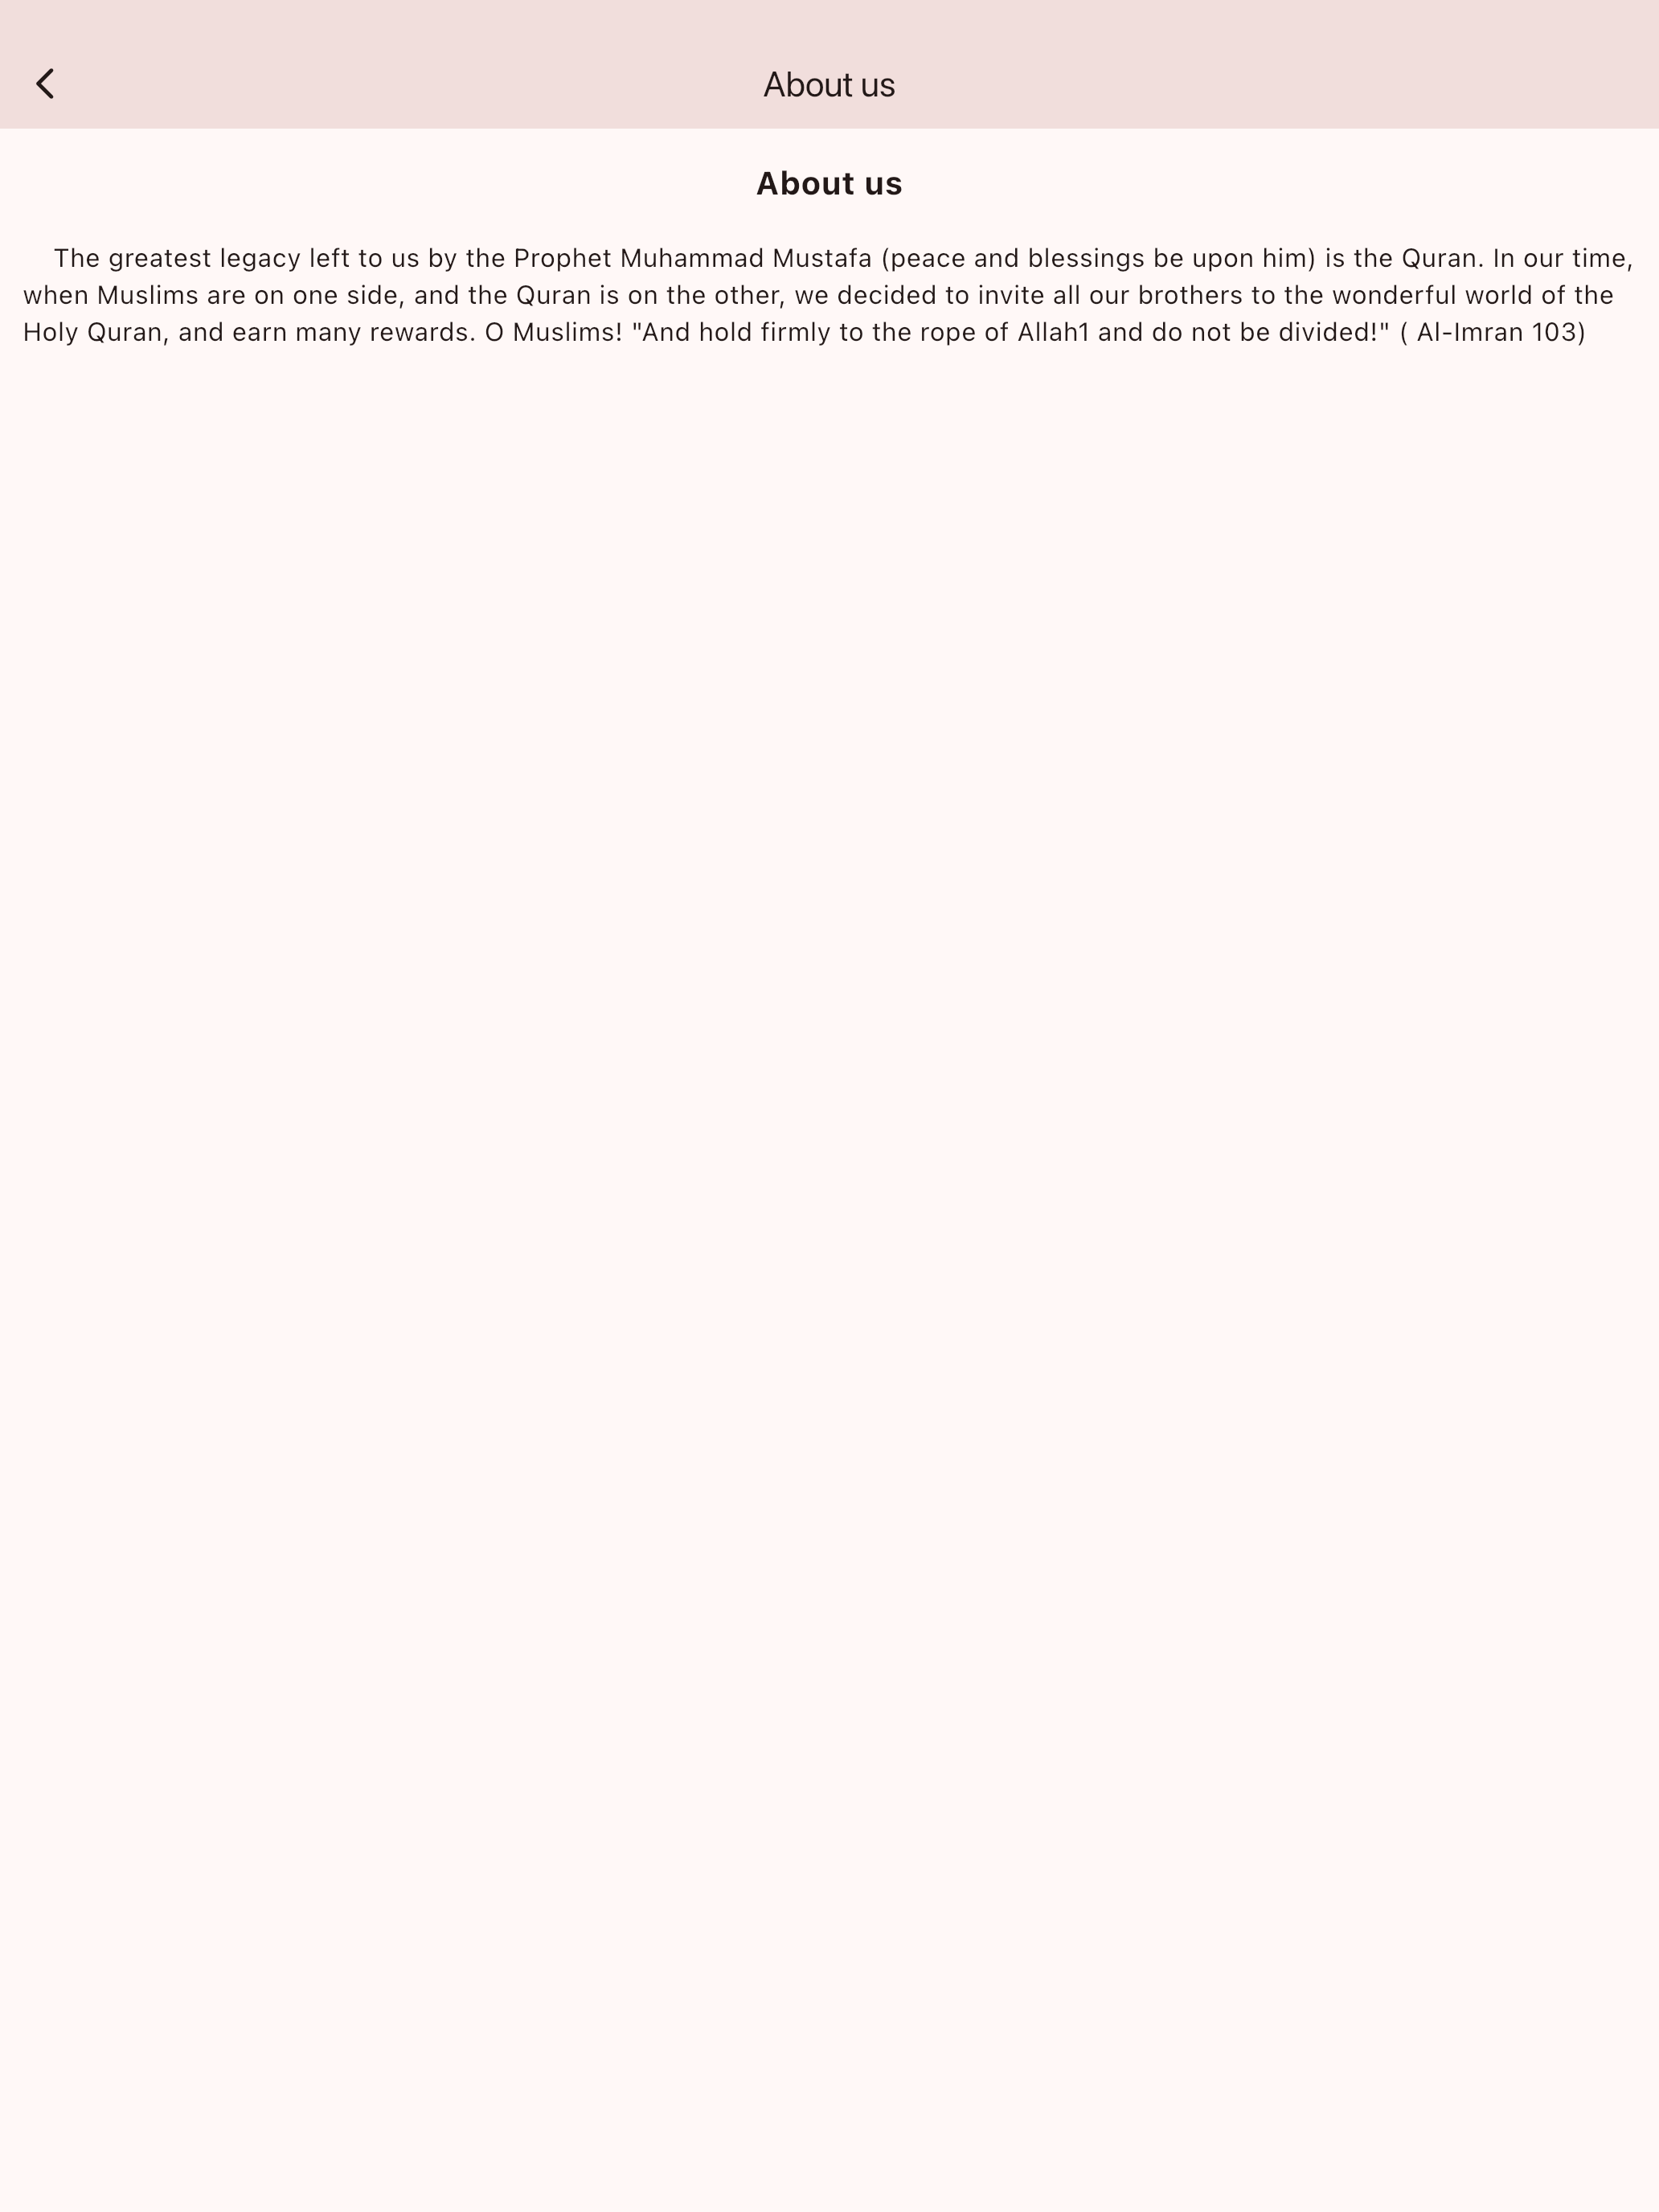 About us
About us
The greatest legacy left to us by the Prophet Muhammad Mustafa (peace and blessings be upon him) is the Quran. In our time,
when Muslims are on one side, and the Quran is on the other, we decided to invite all our brothers to the wonderful world of the
Holy Quran, and earn many rewards. O Muslims! "And hold firmly to the rope of Allah1 and do not be divided!" ( Al-Imran 103)